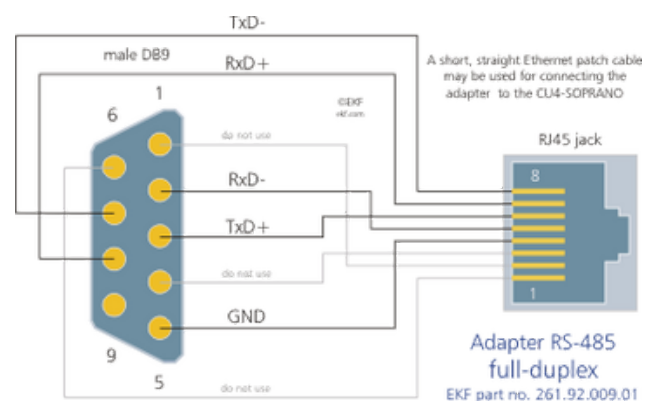 TxD-
male DB9
RxD+
A short, straight Ethernet patch cable
may be used for connecting the
adapter to the CU4-SOPRANO
©EKF
ekf.com
1
6
do not use
RJ45 jack
8
RxD-
TxD+
do not use
GND
1
9
5
do not use
Adapter RS-485
full-duplex
EKF part no. 261.92.009.01